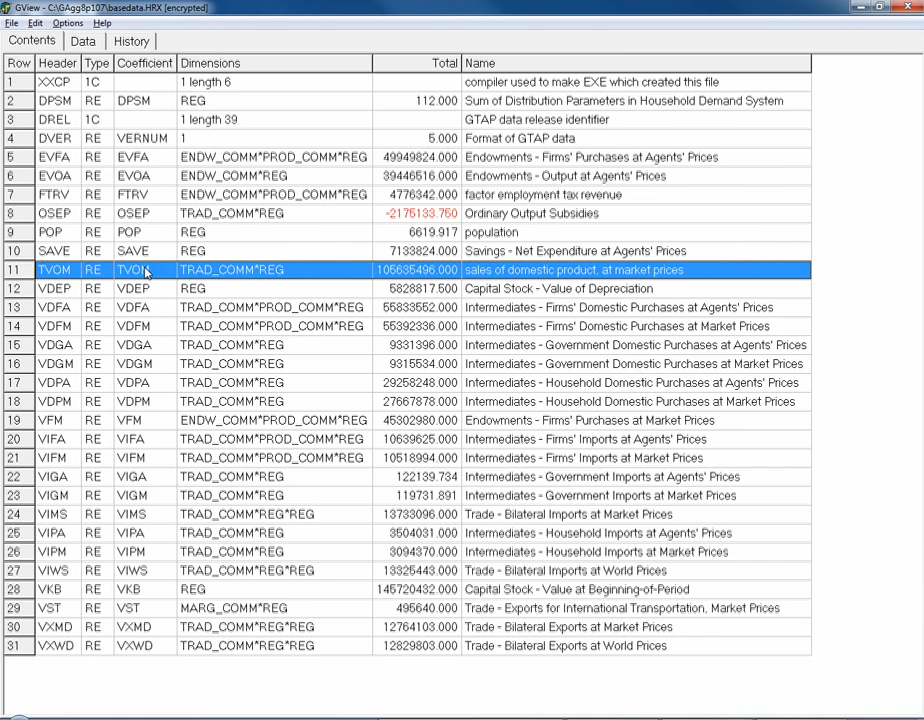 GView - C:\GAgg8p107\basedata.HRX [encrypted]
File Edit Options Help
Contents Data History
Row Header Type Coefficient Dimensions Total Name
1 XXCP 1C 1 length 6 compiler used to make EXE which created this file
2 DPSM RE DPSM REG 112.000 Sum of Distribution Parameters in Household Demand System
3 DREL 1C 1 length 39 GTAP data release identifier
4 DVER RE VERNUM 1 5.000 Format of GTAP data
5 EVFA RE EVFA ENDW_COMM*PROD_COMM*REG 49949824.000 Endowments - Firms' Purchases at Agents' Prices
6 EVOA RE EVOA ENDW_COMM*REG 39446516.000 Endowments - Output at Agents' Prices
7 FTRV RE FTRV ENDW_COMM*PROD_COMM*REG 4776342.000 factor employment tax revenue
8 OSEP RE OSEP TRAD_COMM*REG -2175133.750 Ordinary Output Subsidies
9 POP RE POP REG 6619.917 population
10 SAVE RE SAVE REG 7133824.000 Savings - Net Expenditure at Agents' Prices
11 TVOM RE TVOM TRAD_COMM*REG 105635496.000 sales of domestic product, at market prices
12 VDEP RE VDEP REG 5828817.500 Capital Stock - Value of Depreciation
13 VDFA RE VDFA TRAD_COMM*PROD_COMM*REG 55833552.000 Intermediates - Firms' Domestic Purchases at Agents' Prices
14 VDFM RE VDFM TRAD_COMM*PROD_COMM*REG 55392336.000 Intermediates - Firms' Domestic Purchases at Market Prices
15 VDGA RE VDGA TRAD_COMM*REG 9331396.000 Intermediates - Government Domestic Purchases at Agents' Prices
16 VDGM RE VDGM TRAD_COMM*REG 9315534.000 Intermediates - Government Domestic Purchases at Market Prices
17 VDPA RE VDPA TRAD_COMM*REG 29258248.000 Intermediates - Household Domestic Purchases at Agents' Prices
18 VDPM RE VDPM TRAD_COMM*REG 27667878.000 Intermediates - Household Domestic Purchases at Market Prices
19 VFM RE VFM ENDW_COMM*PROD_COMM*REG 45302980.000 Endowments - Firms' Purchases at Market Prices
20 VIFA RE VIFA TRAD_COMM*PROD_COMM*REG 10639625.000 Intermediates - Firms' Imports at Agents' Prices
21 VIFM RE VIFM TRAD_COMM*PROD_COMM*REG 10518994.000 Intermediates - Firms' Imports at Market Prices
22 VIGA RE VIGA TRAD_COMM*REG 122139.734 Intermediates - Government Imports at Agents' Prices
23 VIGM RE VIGM TRAD_COMM*REG 119731.891 Intermediates - Government Imports at Market Prices
24 VIMS RE VIMS TRAD_COMM*REG*REG 13733096.000 Trade - Bilateral Imports at Market Prices
25 VIPA RE VIPA TRAD_COMM*REG 3504031.000 Intermediates - Household Imports at Agents' Prices
26 VIPM RE VIPM TRAD_COMM*REG 3094370.000 Intermediates - Household Imports at Market Prices
27 VIWS RE VIWS TRAD_COMM*REG*REG 13325443.000 Trade - Bilateral Imports at World Prices
28 VKB RE VKB REG 145720432.000 Capital Stock - Value at Beginning-of-Period
29 VST RE VST MARG_COMM*REG 495640.000 Trade - Exports for International Transportation, Market Prices
30 VXMD RE VXMD TRAD_COMM*REG*REG 12764103.000 Trade - Bilateral Exports at Market Prices
31 VXWD RE VXWD TRAD_COMM*REG*REG 12829803.000 Trade - Bilateral Exports at World Prices